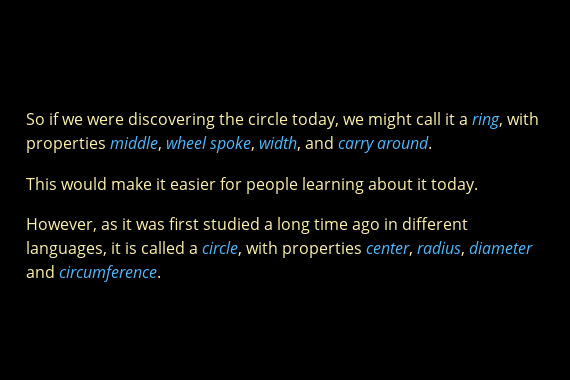 So if we were discovering the circle today, we might call it a ring, with
properties middle, wheel spoke, width, and carry around.
This would make it easier for people learning about it today.
However, as it was first studied a long time ago in different
languages, it is called a circle, with properties center, radius, diameter
and circumference.